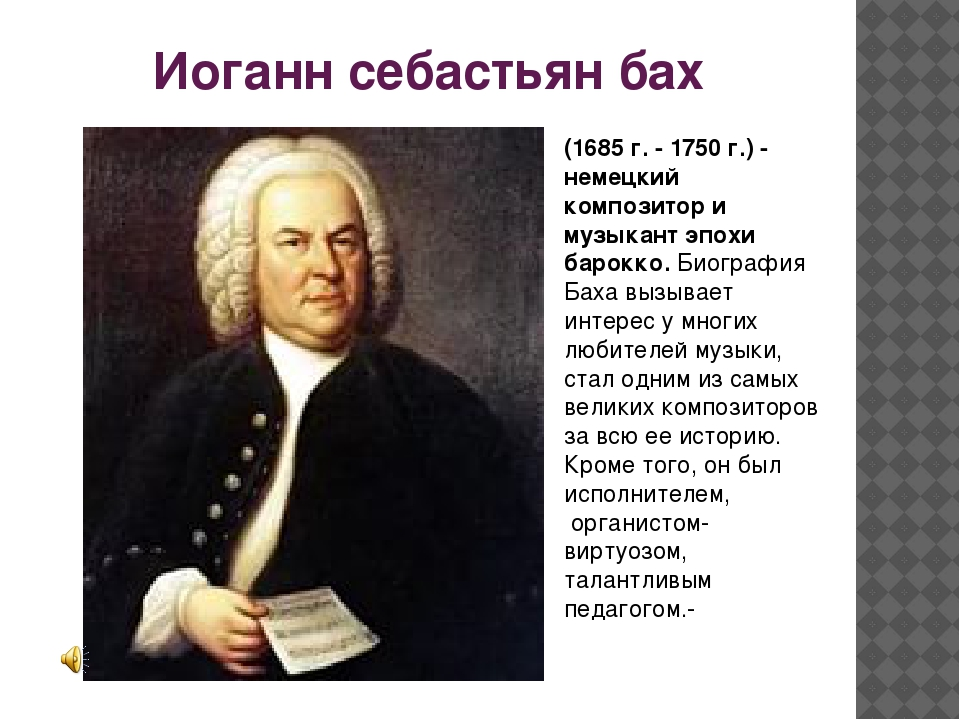 Иоганн себастьян бах
(1685 г. - 1750 г.) -
немецкий
композитор и
музыкант эпохи
барокко. Биография
Баха вызывает
интерес у многих
любителей музыки,
стал одним из самых
великих композиторов
за всю ее историю.
Кроме того, он был
исполнителем,
органистом-
виртуозом,
талантливым
педагогом.-